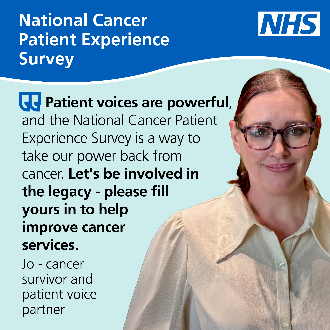 National Cancer
Patient Experience
Survey
NHS
Patient voices are powerful,
and the National Cancer Patient
Experience Survey is a way to
take our power back from
cancer. Let's be involved in
the legacy - please fill
yours in to help
improve cancer
services.
Jo - cancer
survivor and
patient voice
partner